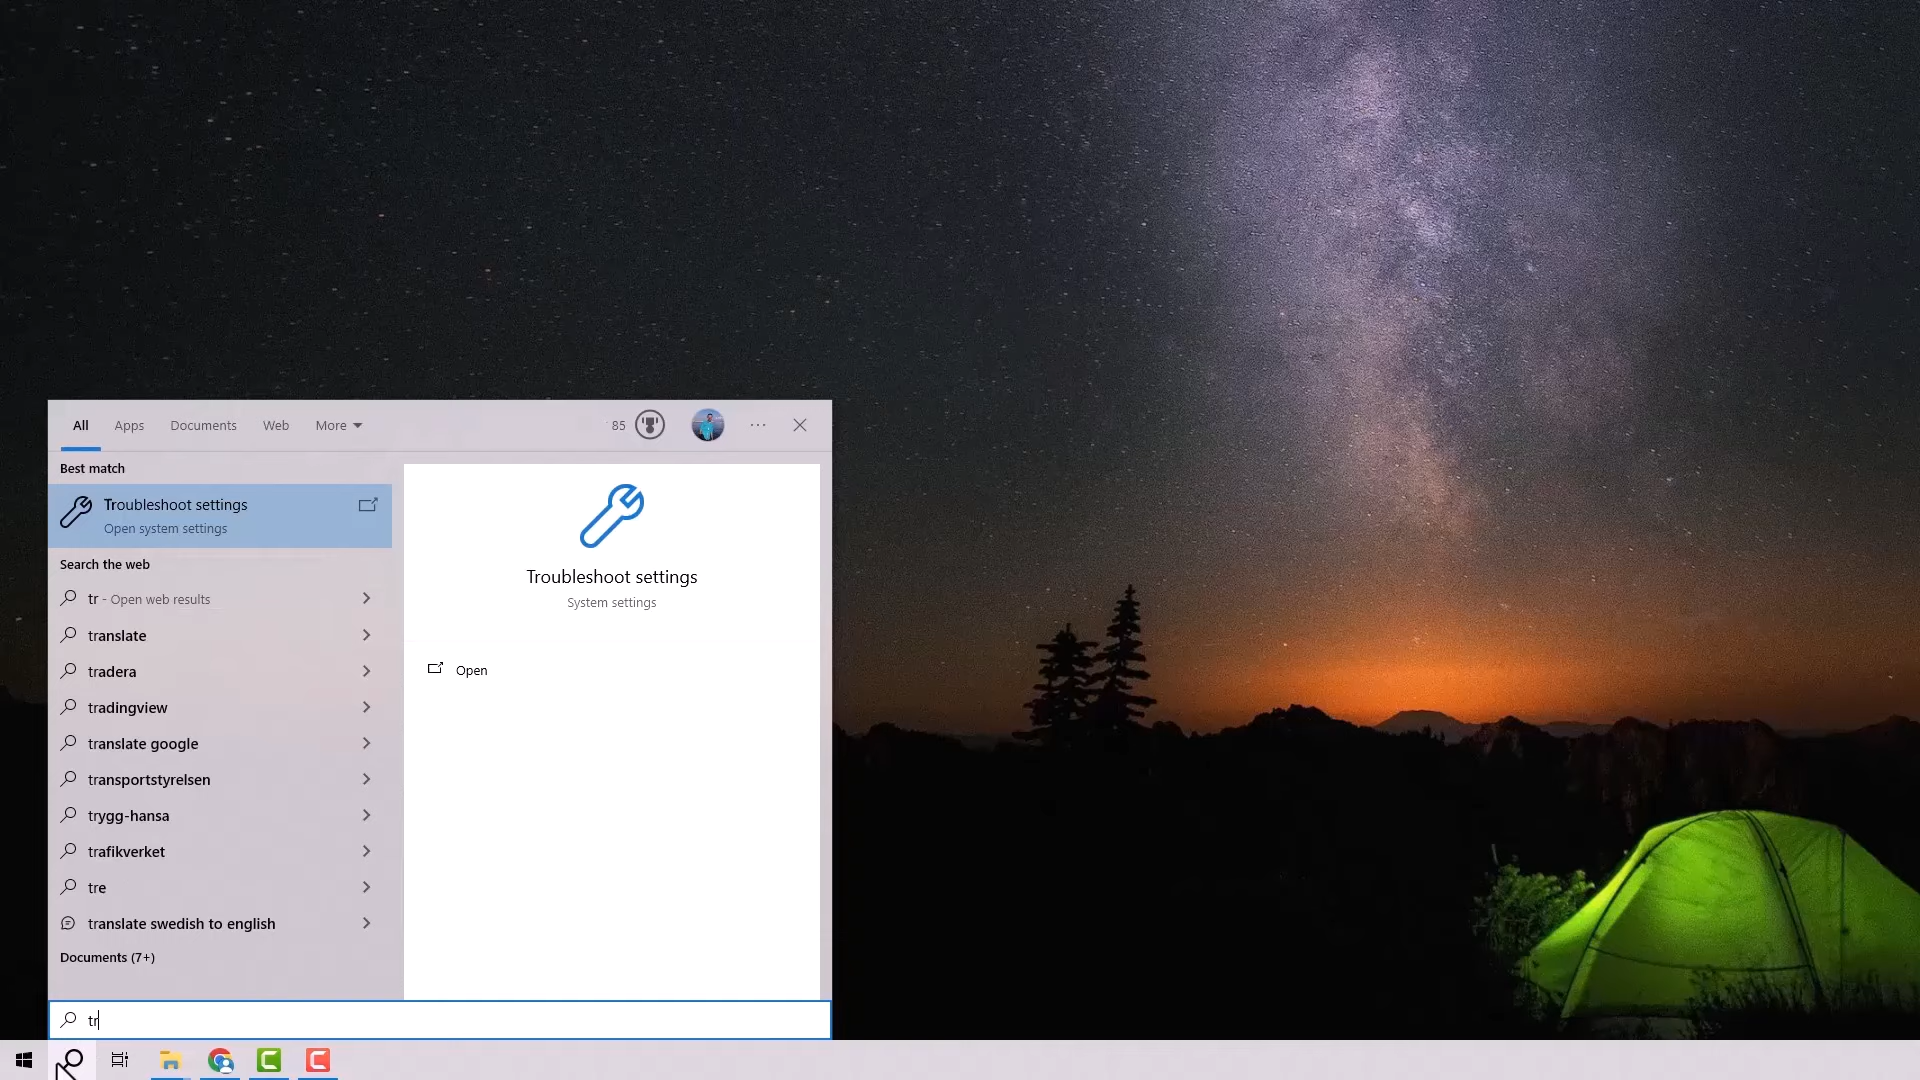 All Apps Documents Web More 85 ···
Best match
Troubleshoot settings
Open system settings
Search the web
tr - Open web results
translate
tradera
tradingview
translate google
transportstyrelsen
trygg-hansa
trafikverket
tre
translate swedish to english
Documents (7+)
Troubleshoot settings
System settings
Open
tr